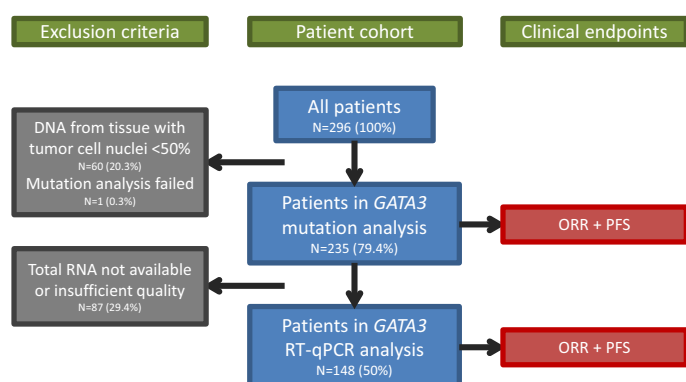 Exclusion criteria
Patient cohort
Clinical endpoints
All patients
N=296 (100%)
DNA from tissue with
tumor cell nuclei <50%
N=60 (20.3%)
Mutation analysis failed
N=1 (0.3%)
Patients in GATA3
mutation analysis
N=235 (79.4%)
ORR + PFS
Total RNA not available
or insufficient quality
N=87 (29.4%)
Patients in GATA3
RT-qPCR analysis
N=148 (50%)
ORR + PFS